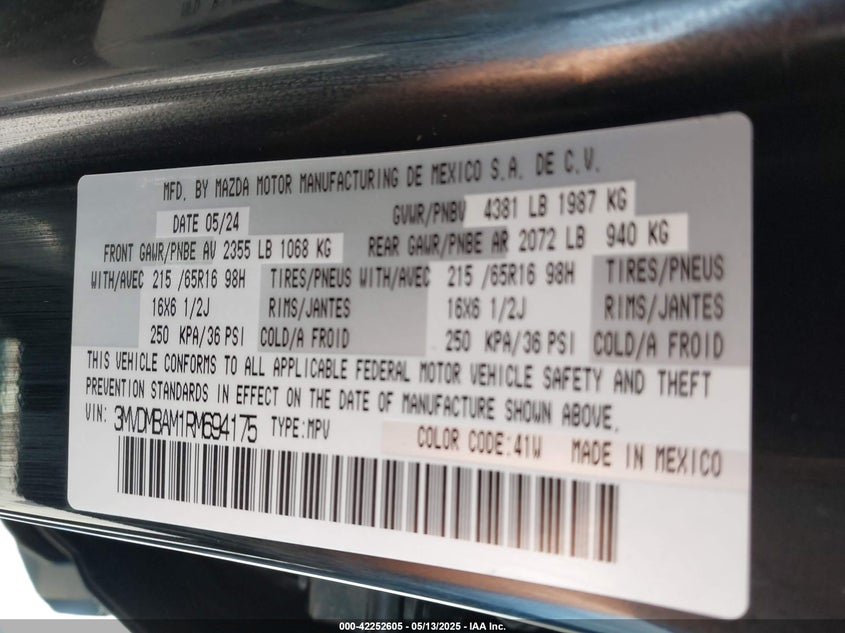 MFD. BY MAZDA MOTOR MANUFACTURING DE MEXICO S.A. DE C.V.
DATE 05/24 GVWR/PNBV 4381 LB 1987 KG
FRONT GAWR/PNBE AV 2355 LB 1068 KG REAR GAWR/PNBE AR 2072 LB 940 KG
WITH/AVEC 215 /65R16 98H TIRES/PNEUS WITH/AVEC 215 /65R16 98H TIRES/PNEUS
16X6 1/2J RIMS/JANTES 16X6 1/2J RIMS/JANTES
250 KPA/36 PSI COLD/A FROID 250 KPA/36 PSI COLD/A FROID
THIS VEHICLE CONFORMS TO ALL APPLICABLE FEDERAL MOTOR VEHICLE SAFETY AND THEFT
PREVENTION STANDARDS IN EFFECT ON THE DATE OF MANUFACTURE SHOWN ABOVE.
VIN: 3MVDMBAM1RM694175 TYPE:MPV COLOR CODE:41W MADE IN MEXICO
000-42252605 - 05/13/2025 - IAA Inc.